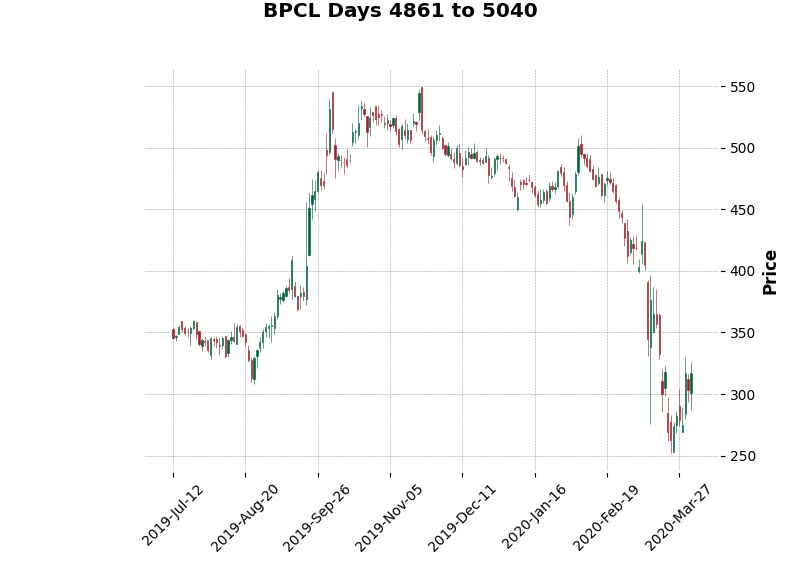 BPCL Days 4861 to 5040
550
500
450
400
350
300
250
Price
2019-Jul-12
2019-Aug-20
2019-Sep-26
2019-Nov-05
2019-Dec-11
2020-Jan-16
2020-Feb-19
2020-Mar-27